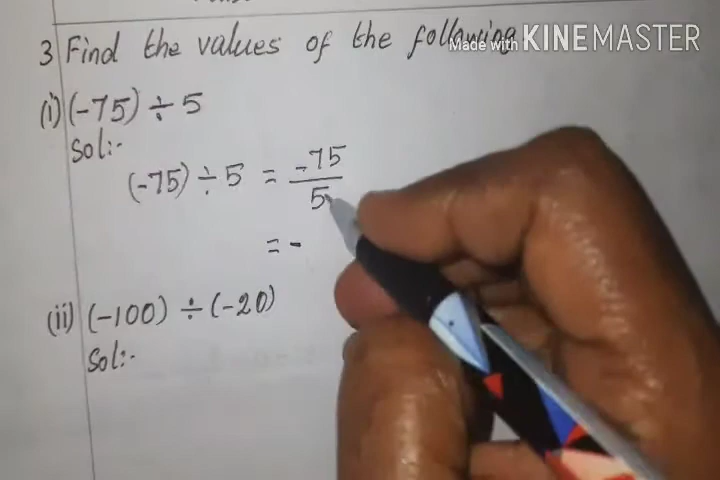 Made with KINEMASTER
3 Find the values of the following
(i) (-75) ÷ 5
Sol:-
(-75) ÷ 5 = -75/5
= -
(ii) (-100) ÷ (-20)
Sol:-